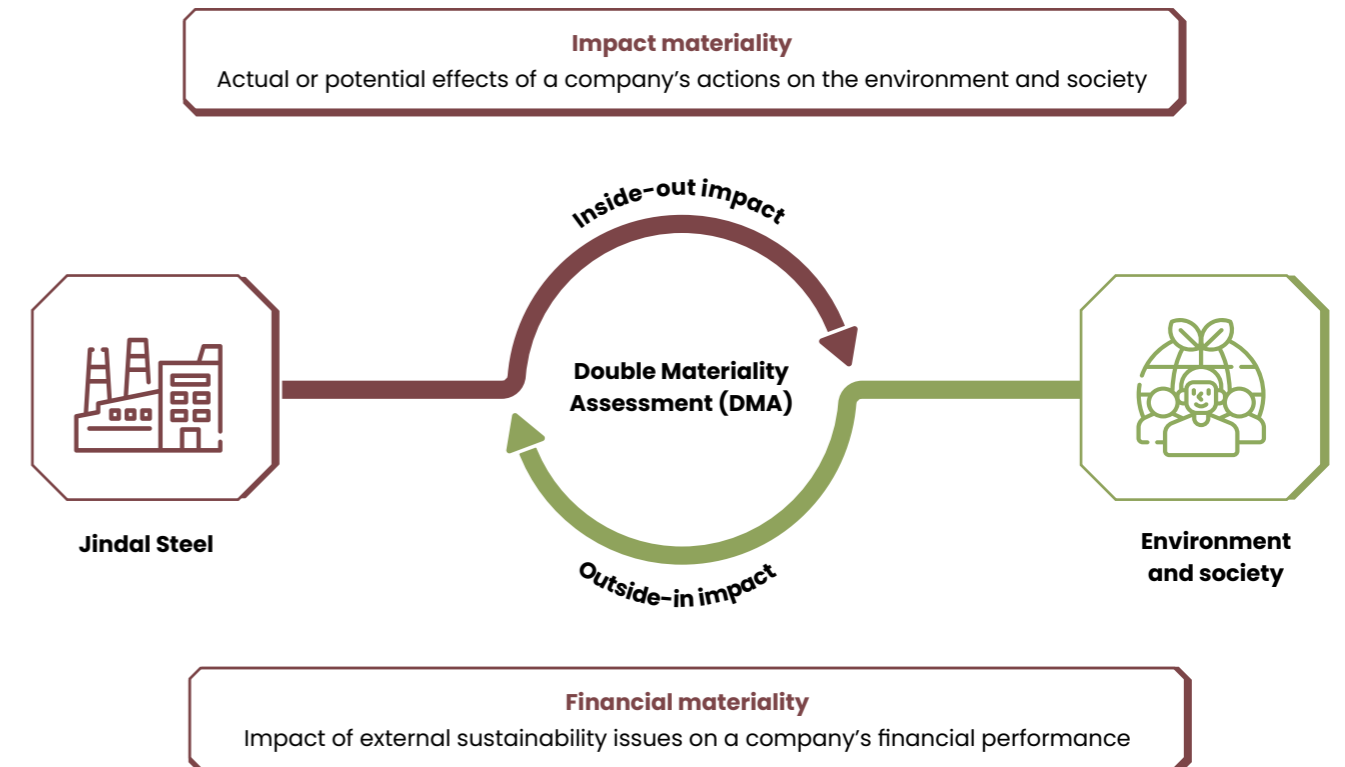 Impact materiality
Actual or potential effects of a company’s actions on the environment and society
Inside-out impact
Double Materiality
Assessment (DMA)
Jindal Steel
Environment
and society
Outside-in impact
Financial materiality
Impact of external sustainability issues on a company’s financial performance